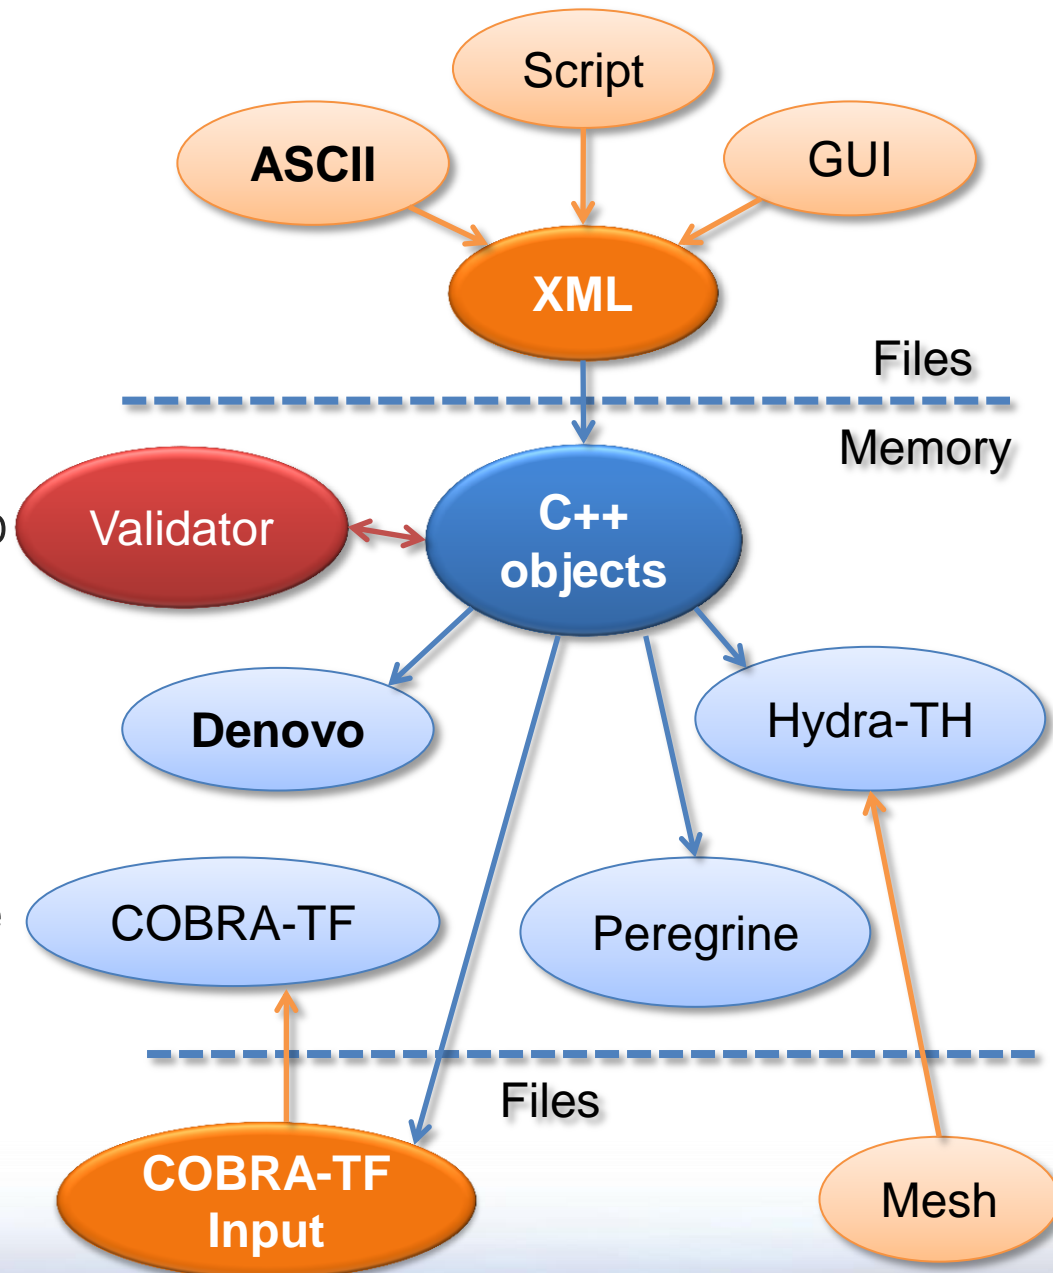 Script
ASCII
GUI
XML
Files
Memory
Validator
C++
objects
Denovo
Hydra-TH
COBRA-TF
Peregrine
Files
COBRA-TF
Input
Mesh